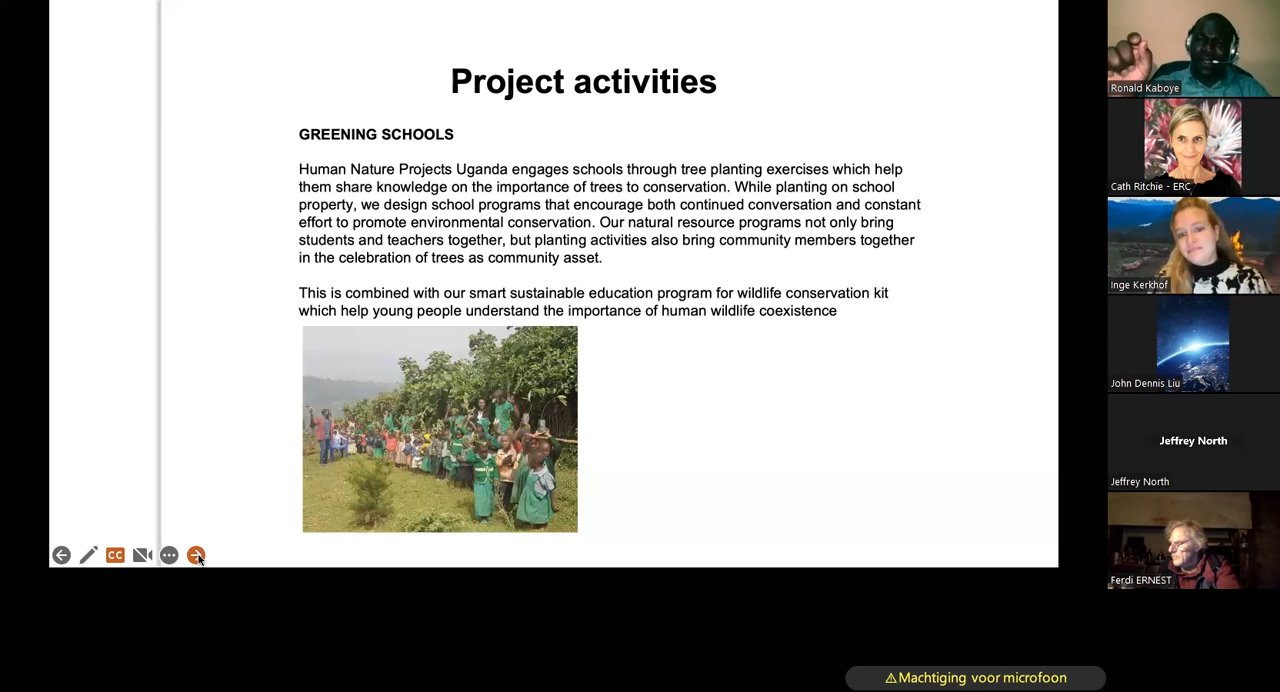 Project activities
GREENING SCHOOLS
Human Nature Projects Uganda engages schools through tree planting exercises which help
them share knowledge on the importance of trees to conservation. While planting on school
property, we design school programs that encourage both continued conversation and constant
effort to promote environmental conservation. Our natural resource programs not only bring
students and teachers together, but planting activities also bring community members together
in the celebration of trees as community asset.
This is combined with our smart sustainable education program for wildlife conservation kit
which help young people understand the importance of human wildlife coexistence
CC
Ronald Kaboye
Cath Ritchie - ERC
Inge Kerkhof
John Dennis Liu
Jeffrey North
Jeffrey North
Ferdi ERNEST
⚠Machtiging voor microfoon